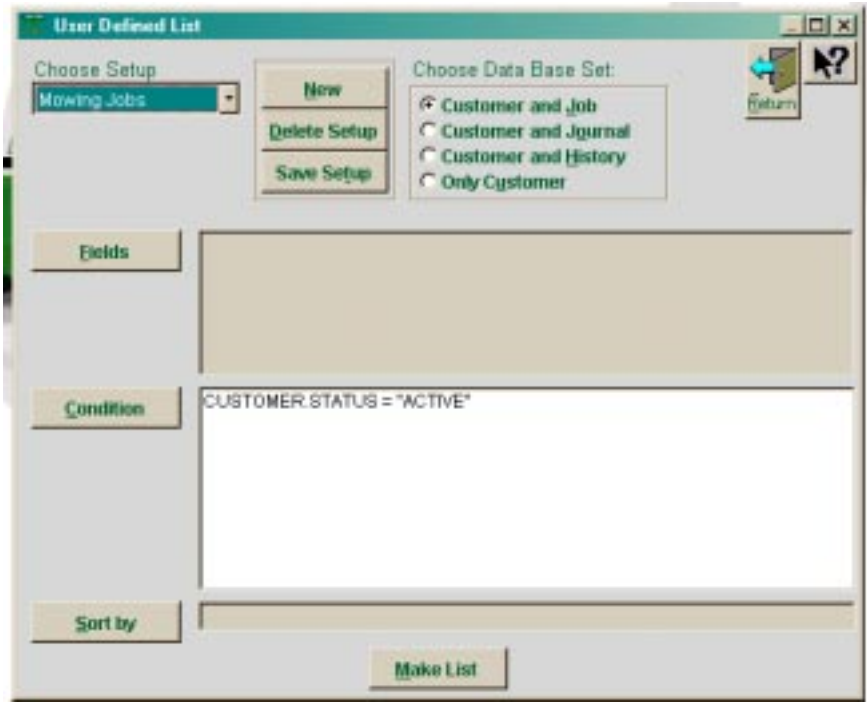 User Defined List
Choose Setup
Mowing Jobs
New
Delete Setup
Save Setup
Choose Data Base Set:
Customer and Job
Customer and Journal
Customer and History
Only Customer
Return
?
Fields
Condition
CUSTOMER.STATUS = "ACTIVE"
Sort by
Make List